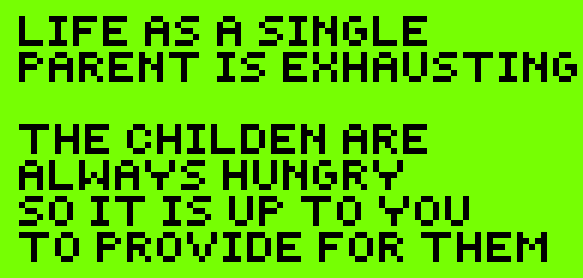 LIFE AS A SINGLE
PARENT IS EXHAUSTING
THE CHILDEN ARE
ALWAYS HUNGRY
SO IT IS UP TO YOU
TO PROVIDE FOR THEM